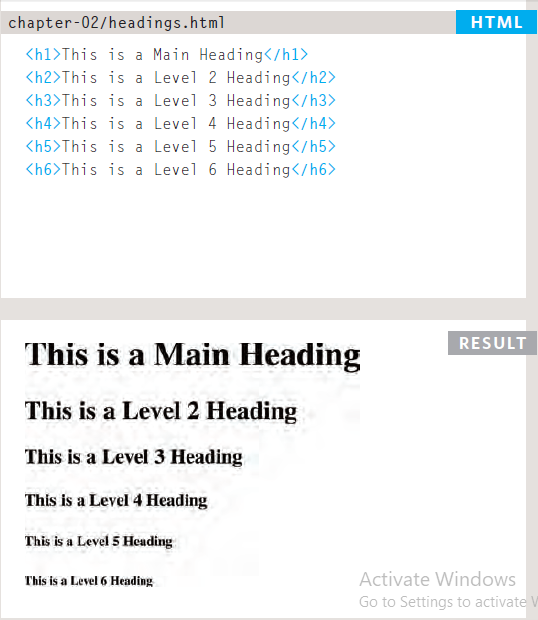 chapter-02/headings.html
HTML
<h1>This is a Main Heading</h1>
<h2>This is a Level 2 Heading</h2>
<h3>This is a Level 3 Heading</h3>
<h4>This is a Level 4 Heading</h4>
<h5>This is a Level 5 Heading</h5>
<h6>This is a Level 6 Heading</h6>
RESULT
This is a Main Heading
This is a Level 2 Heading
This is a Level 3 Heading
This is a Level 4 Heading
This is a Level 5 Heading
This is a Level 6 Heading
Activate Windows
Go to Settings to activate W